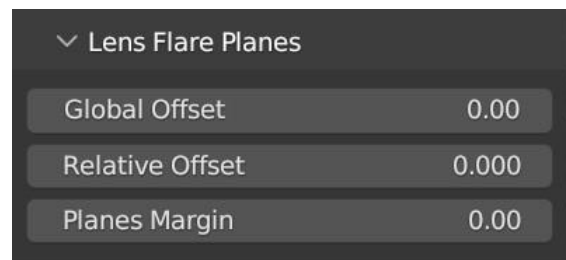 Lens Flare Planes
Global Offset 0.00
Relative Offset 0.000
Planes Margin 0.00